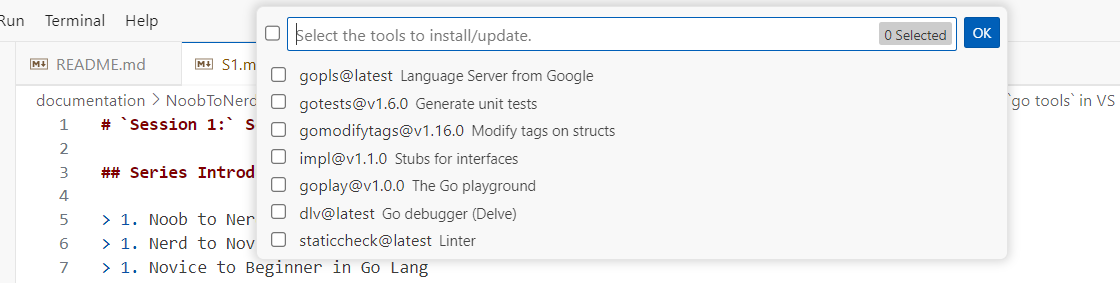 Run Terminal Help
Select the tools to install/update. 0 Selected OK
README.md S1.m
gopls@latest Language Server from Google
documentation > NoobToNerd gotests@v1.6.0 Generate unit tests `go tools` in VS
1 # `Session 1:` S gomodifytags@v1.16.0 Modify tags on structs
2
impl@v1.1.0 Stubs for interfaces
3 ## Series Introd
goplay@v1.0.0 The Go playground
4
5 > 1. Noob to Ner dlv@latest Go debugger (Delve)
6 > 1. Nerd to Nov staticcheck@latest Linter
7 > 1. Novice to Beginner in Go Lang